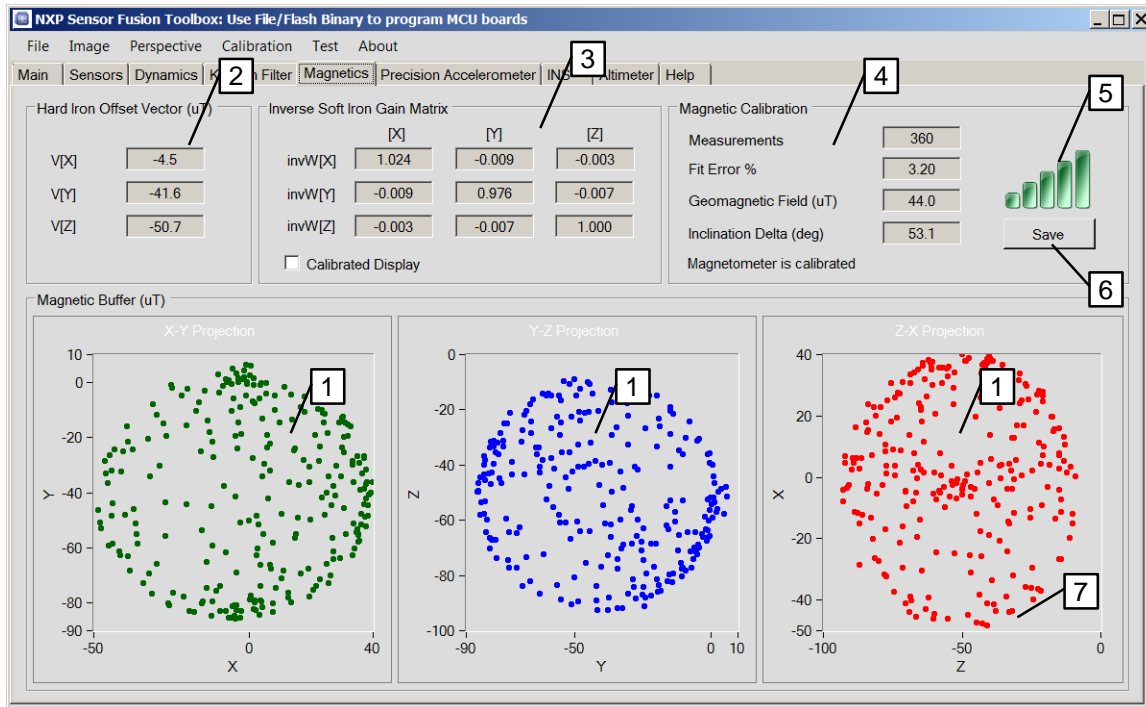 NXP Sensor Fusion Toolbox: Use File/Flash Binary to program MCU boards
File Image Perspective Calibration Test About
Main Sensors Dynamics Filter Magnetics Precision Accelerometer INS Altimeter Help
2
3
4
5
Hard Iron Offset Vector (uT)
V[X] -4.5
V[Y] -41.6
V[Z] -50.7
Inverse Soft Iron Gain Matrix
[X] [Y] [Z]
invW[X] 1.024 -0.009 -0.003
invW[Y] -0.009 0.976 -0.007
invW[Z] -0.003 -0.007 1.000
Calibrated Display
Magnetic Calibration
Measurements 360
Fit Error % 3.20
Geomagnetic Field (uT) 44.0
Inclination Delta (deg) 53.1
Magnetometer is calibrated
Save
6
Magnetic Buffer (uT)
X-Y Projection
1
10
0
-20
-40
-60
-80
-90
Y
-50 0 40
X
Y-Z Projection
1
0
-20
-40
-60
-80
-100
Z
-90 -50 0 10
Y
Z-X Projection
1
7
40
20
0
-20
-40
-50
X
-100 -50 0
Z